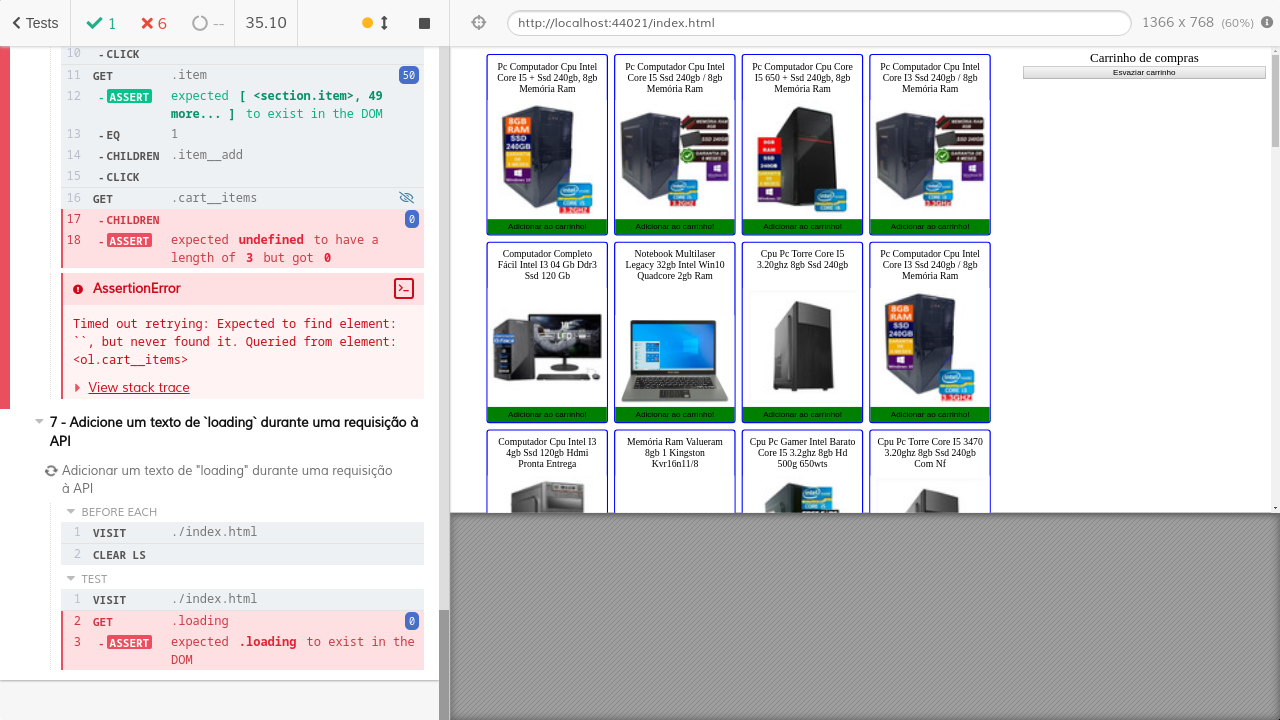 Tests
1
6
--
35.10
http://localhost:44021/index.html
1366 x 768 (60%)
10 -CLICK
11 GET .item 50
12 -ASSERT expected [ <section.item>, 49
more... ] to exist in the DOM
13 -EQ 1
14 -CHILDREN .item__add
15 -CLICK
16 GET .cart__items
17 -CHILDREN 0
18 -ASSERT expected undefined to have a
length of 3 but got 0
AssertionError
Timed out retrying: Expected to find element:
``, but never found it. Queried from element:
<ol.cart__items>
View stack trace
7 - Adicione um texto de `loading` durante uma requisição à
API
Adicionar um texto de "loading" durante uma requisição
à API
BEFORE EACH
1 VISIT ./index.html
2 CLEAR LS
TEST
1 VISIT ./index.html
2 GET .loading 0
3 -ASSERT expected .loading to exist in the
DOM
Pc Computador Cpu Intel
Core I5 + Ssd 240gb, 8gb
Memória Ram
Adicionar ao carrinho!
Pc Computador Cpu Intel
Core I5 Ssd 240gb / 8gb
Memória Ram
Adicionar ao carrinho!
Pc Computador Cpu Core
I5 650 + Ssd 240gb, 8gb
Memória Ram
Adicionar ao carrinho!
Pc Computador Cpu Intel
Core I3 Ssd 240gb / 8gb
Memória Ram
Adicionar ao carrinho!
Carrinho de compras
Esvaziar carrinho
Computador Completo
Fácil Intel I3 04 Gb Ddr3
Ssd 120 Gb
Adicionar ao carrinho!
Notebook Multilaser
Legacy 32gb Intel Win10
Quadcore 2gb Ram
Adicionar ao carrinho!
Cpu Pc Torre Core I5
3.20ghz 8gb Ssd 240gb
Adicionar ao carrinho!
Pc Computador Cpu Intel
Core I3 Ssd 240gb / 8gb
Memória Ram
8GB
RAM
SSD
240GB
Adicionar ao carrinho!
Computador Cpu Intel I3
4gb Ssd 120gb Hdmi
Pronta Entrega
Memória Ram Valueram
8gb 1 Kingston
Kvr16n11/8
Cpu Pc Gamer Intel Barato
Core I5 3.2ghz 8gb Hd
500g 650wts
Cpu Pc Torre Core I5 3470
3.20ghz 8gb Ssd 240gb
Com Nf